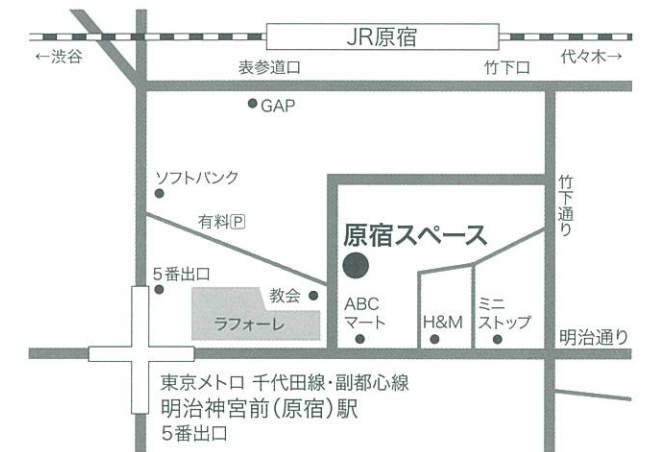 JR原宿
←渋谷
代々木→
表参道口
竹下口
GAP
ソフトバンク
竹下通り
有料P
原宿スペース
5番出口
教会
ラフォーレ
ABC
マート
H&M
ミニ
ストップ
明治通り
東京メトロ 千代田線・副都心線
明治神宮前(原宿)駅
5番出口